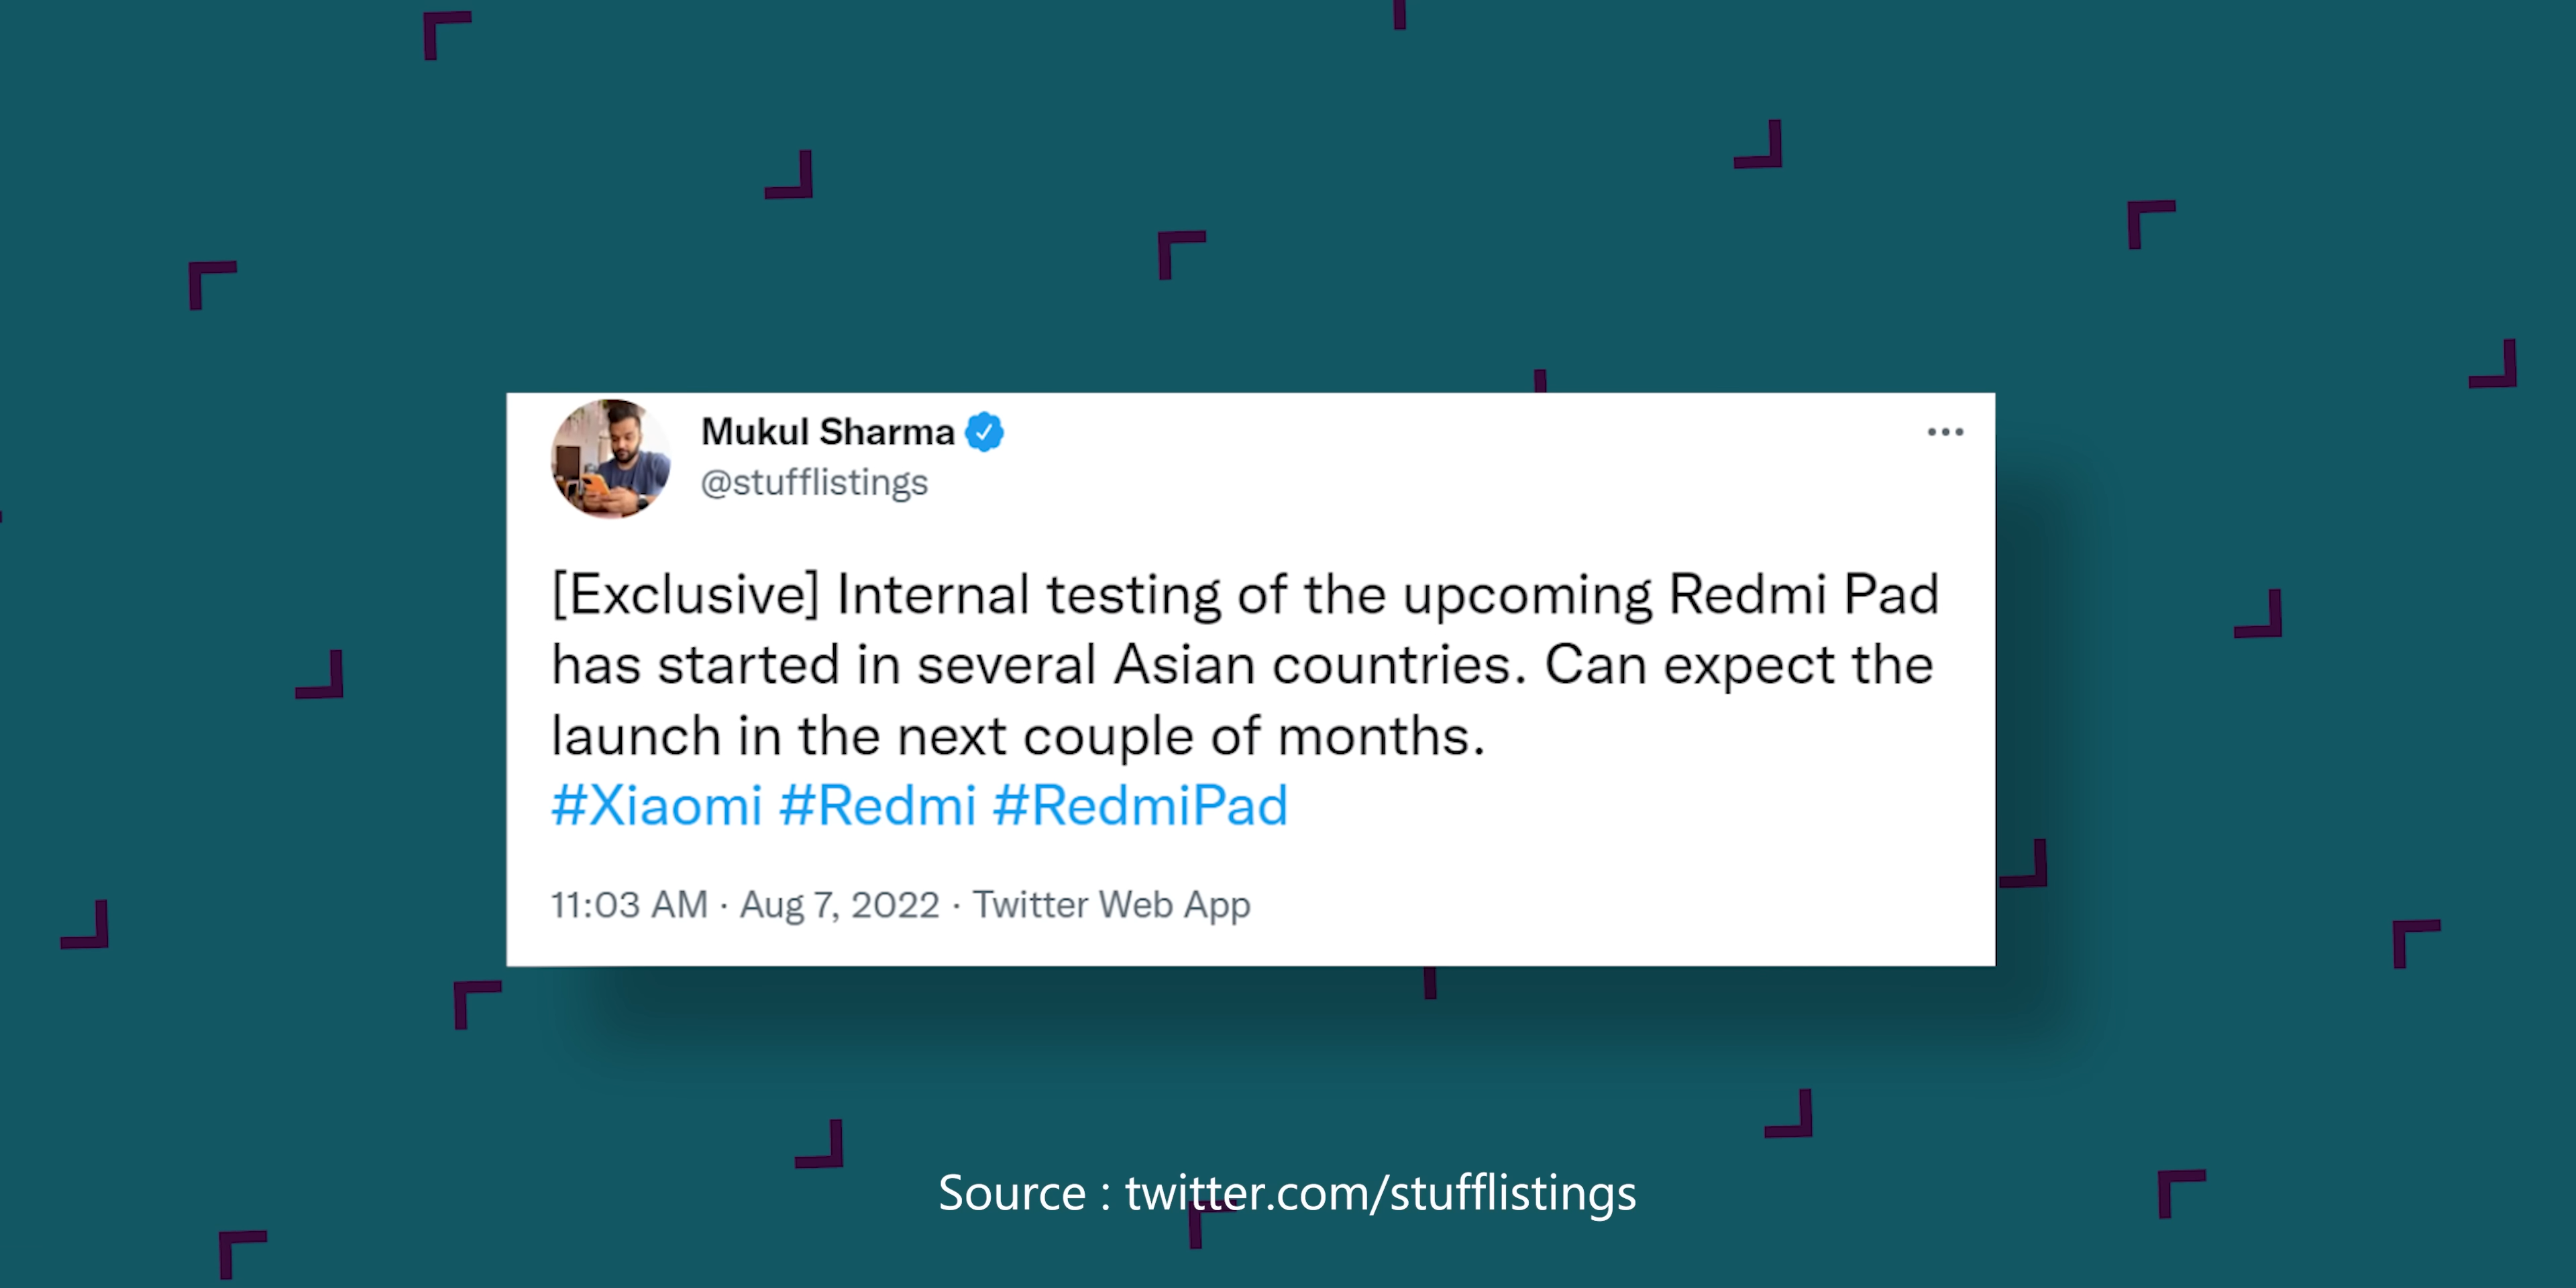 Mukul Sharma
@stufflistings
[Exclusive] Internal testing of the upcoming Redmi Pad
has started in several Asian countries. Can expect the
launch in the next couple of months.
#Xiaomi #Redmi #RedmiPad
11:03 AM · Aug 7, 2022 · Twitter Web App
Source : twitter.com/stufflistings